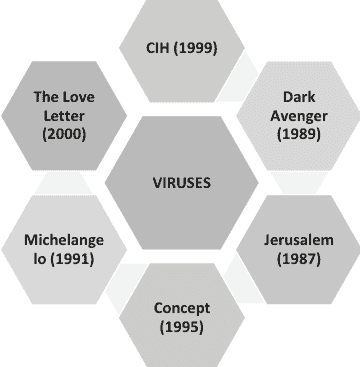 CIH (1999)
The Love
Letter
(2000)
Dark
Avenger
(1989)
VIRUSES
Michelange
lo (1991)
Jerusalem
(1987)
Concept
(1995)